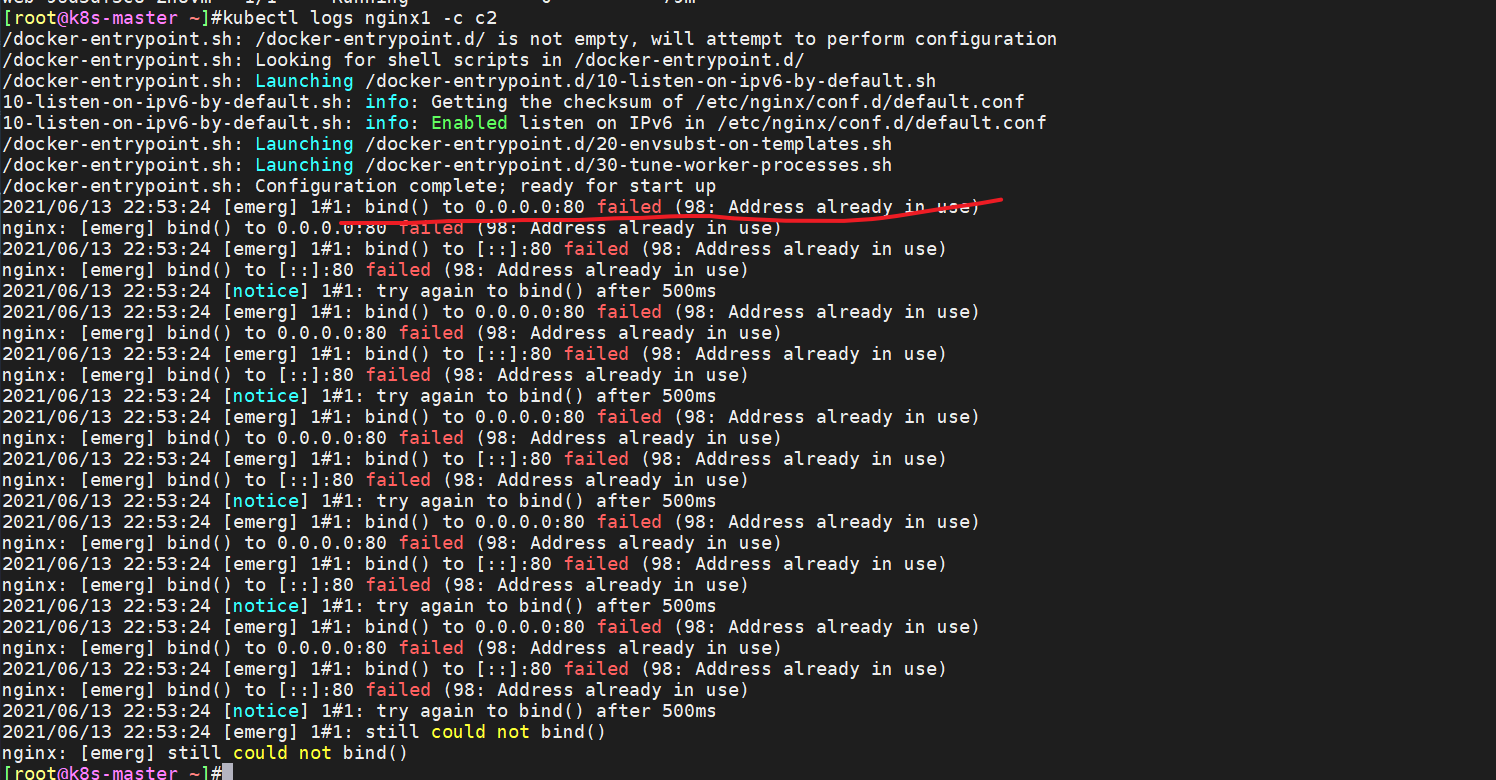 [root@k8s-master ~]#kubectl logs nginx1 -c c2
/docker-entrypoint.sh: /docker-entrypoint.d/ is not empty, will attempt to perform configuration
/docker-entrypoint.sh: Looking for shell scripts in /docker-entrypoint.d/
/docker-entrypoint.sh: Launching /docker-entrypoint.d/10-listen-on-ipv6-by-default.sh
10-listen-on-ipv6-by-default.sh: info: Getting the checksum of /etc/nginx/conf.d/default.conf
10-listen-on-ipv6-by-default.sh: info: Enabled listen on IPv6 in /etc/nginx/conf.d/default.conf
/docker-entrypoint.sh: Launching /docker-entrypoint.d/20-envsubst-on-templates.sh
/docker-entrypoint.sh: Launching /docker-entrypoint.d/30-tune-worker-processes.sh
/docker-entrypoint.sh: Configuration complete; ready for start up
2021/06/13 22:53:24 [emerg] 1#1: bind() to 0.0.0.0:80 failed (98: Address already in use)
nginx: [emerg] bind() to 0.0.0.0:80 failed (98: Address already in use)
2021/06/13 22:53:24 [emerg] 1#1: bind() to [::]:80 failed (98: Address already in use)
nginx: [emerg] bind() to [::]:80 failed (98: Address already in use)
2021/06/13 22:53:24 [notice] 1#1: try again to bind() after 500ms
2021/06/13 22:53:24 [emerg] 1#1: bind() to 0.0.0.0:80 failed (98: Address already in use)
nginx: [emerg] bind() to 0.0.0.0:80 failed (98: Address already in use)
2021/06/13 22:53:24 [emerg] 1#1: bind() to [::]:80 failed (98: Address already in use)
nginx: [emerg] bind() to [::]:80 failed (98: Address already in use)
2021/06/13 22:53:24 [notice] 1#1: try again to bind() after 500ms
2021/06/13 22:53:24 [emerg] 1#1: bind() to 0.0.0.0:80 failed (98: Address already in use)
nginx: [emerg] bind() to 0.0.0.0:80 failed (98: Address already in use)
2021/06/13 22:53:24 [emerg] 1#1: bind() to [::]:80 failed (98: Address already in use)
nginx: [emerg] bind() to [::]:80 failed (98: Address already in use)
2021/06/13 22:53:24 [notice] 1#1: try again to bind() after 500ms
2021/06/13 22:53:24 [emerg] 1#1: bind() to 0.0.0.0:80 failed (98: Address already in use)
nginx: [emerg] bind() to 0.0.0.0:80 failed (98: Address already in use)
2021/06/13 22:53:24 [emerg] 1#1: bind() to [::]:80 failed (98: Address already in use)
nginx: [emerg] bind() to [::]:80 failed (98: Address already in use)
2021/06/13 22:53:24 [notice] 1#1: try again to bind() after 500ms
2021/06/13 22:53:24 [emerg] 1#1: bind() to 0.0.0.0:80 failed (98: Address already in use)
nginx: [emerg] bind() to 0.0.0.0:80 failed (98: Address already in use)
2021/06/13 22:53:24 [emerg] 1#1: bind() to [::]:80 failed (98: Address already in use)
nginx: [emerg] bind() to [::]:80 failed (98: Address already in use)
2021/06/13 22:53:24 [notice] 1#1: try again to bind() after 500ms
2021/06/13 22:53:24 [emerg] 1#1: still could not bind()
nginx: [emerg] still could not bind()
[root@k8s-master ~]#